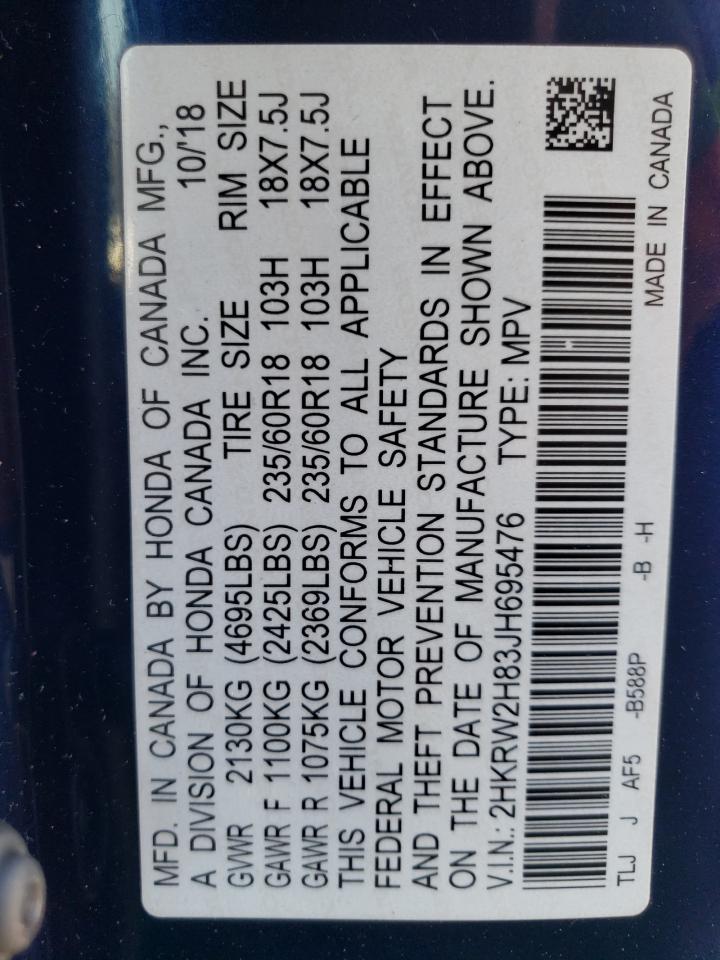 MFD. IN CANADA BY HONDA OF CANADA MFG.,
A DIVISION OF HONDA CANADA INC. 10/'18
GVWR 2130KG (4695LBS) TIRE SIZE RIM SIZE
GAWR F 1100KG (2425LBS) 235/60R18 103H 18X7.5J
GAWR R 1075KG (2369LBS) 235/60R18 103H 18X7.5J
THIS VEHICLE CONFORMS TO ALL APPLICABLE
FEDERAL MOTOR VEHICLE SAFETY
AND THEFT PREVENTION STANDARDS IN EFFECT
ON THE DATE OF MANUFACTURE SHOWN ABOVE.
V.I.N.: 2HKRW2H83JH695476 TYPE: MPV
TLJ J AF5 -B588P -B -H MADE IN CANADA